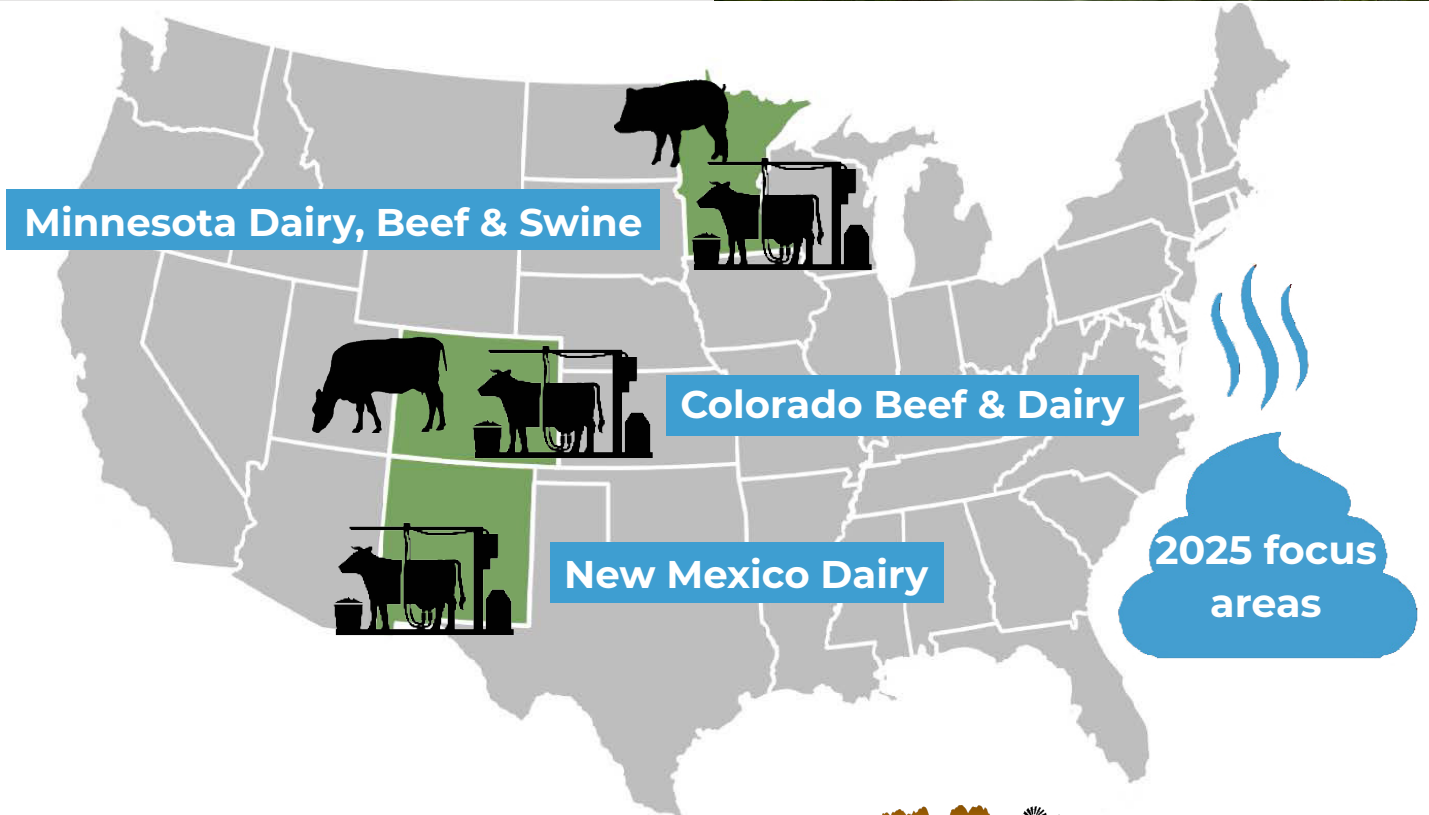 Minnesota Dairy, Beef & Swine
Colorado Beef & Dairy
New Mexico Dairy
2025 focus
areas